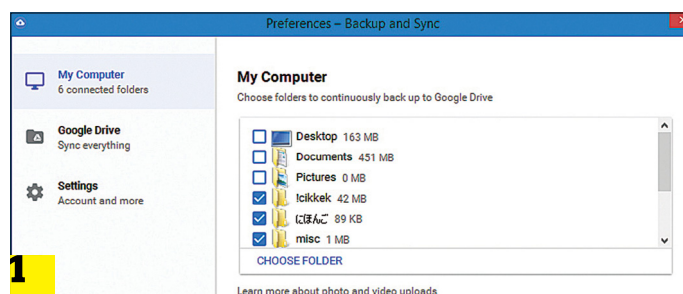 Preferences – Backup and Sync
My Computer
6 connected folders
Google Drive
Sync everything
Settings
Account and more
My Computer
Choose folders to continuously back up to Google Drive
Desktop 163 MB
Documents 451 MB
Pictures 0 MB
!cikkek 42 MB
にほんご 89 KB
misc 1 MB
CHOOSE FOLDER
Learn more about photo and video uploads
1